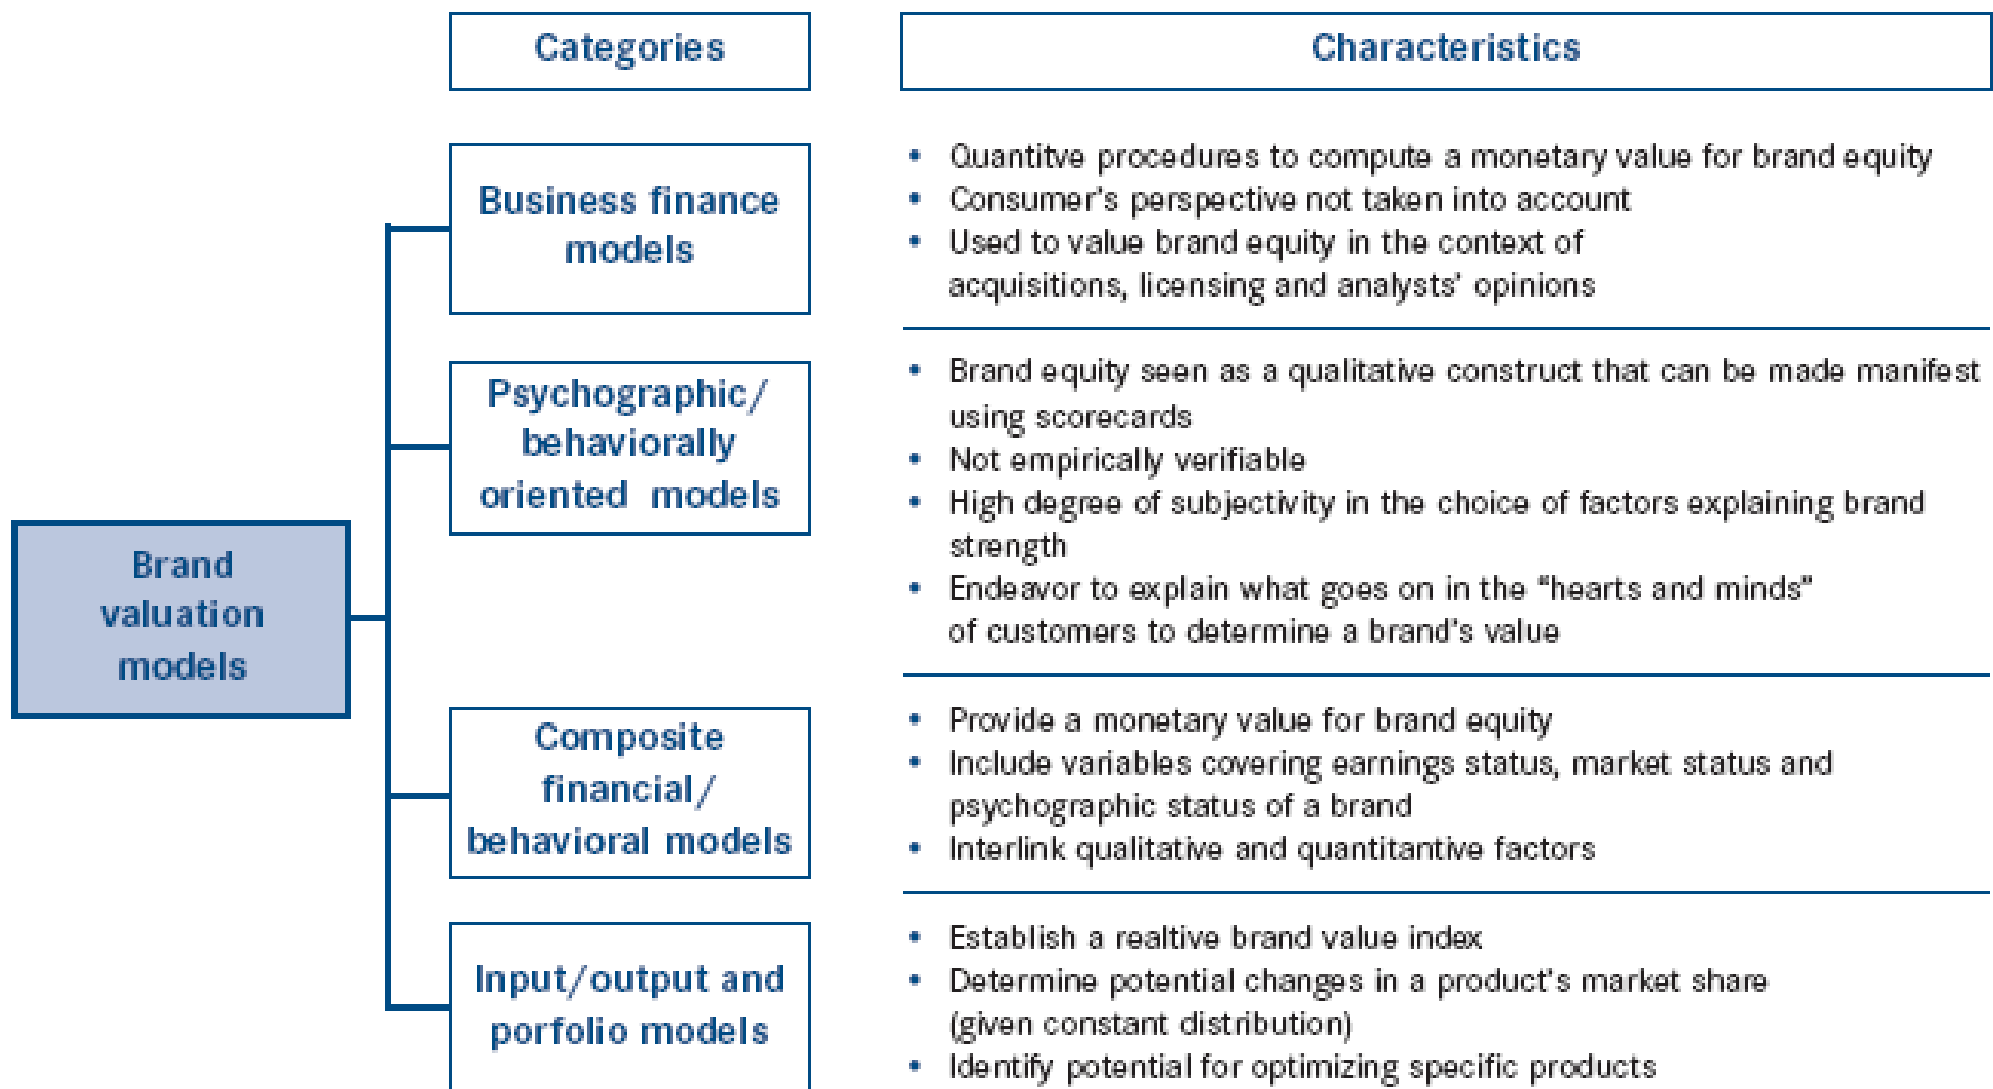 Categories
Characteristics
Business finance
models
• Quantitve procedures to compute a monetary value for brand equity
• Consumer's perspective not taken into account
• Used to value brand equity in the context of
acquisitions, licensing and analysts' opinions
Psychographic/
behaviorally
oriented models
• Brand equity seen as a qualitative construct that can be made manifest
using scorecards
• Not empirically verifiable
• High degree of subjectivity in the choice of factors explaining brand
strength
• Endeavor to explain what goes on in the "hearts and minds"
of customers to determine a brand's value
Brand
valuation
models
Composite
financial/
behavioral models
• Provide a monetary value for brand equity
• Include variables covering earnings status, market status and
psychographic status of a brand
• Interlink qualitative and quantitantive factors
Input/output and
porfolio models
• Establish a realtive brand value index
• Determine potential changes in a product's market share
(given constant distribution)
• Identify potential for optimizing specific products